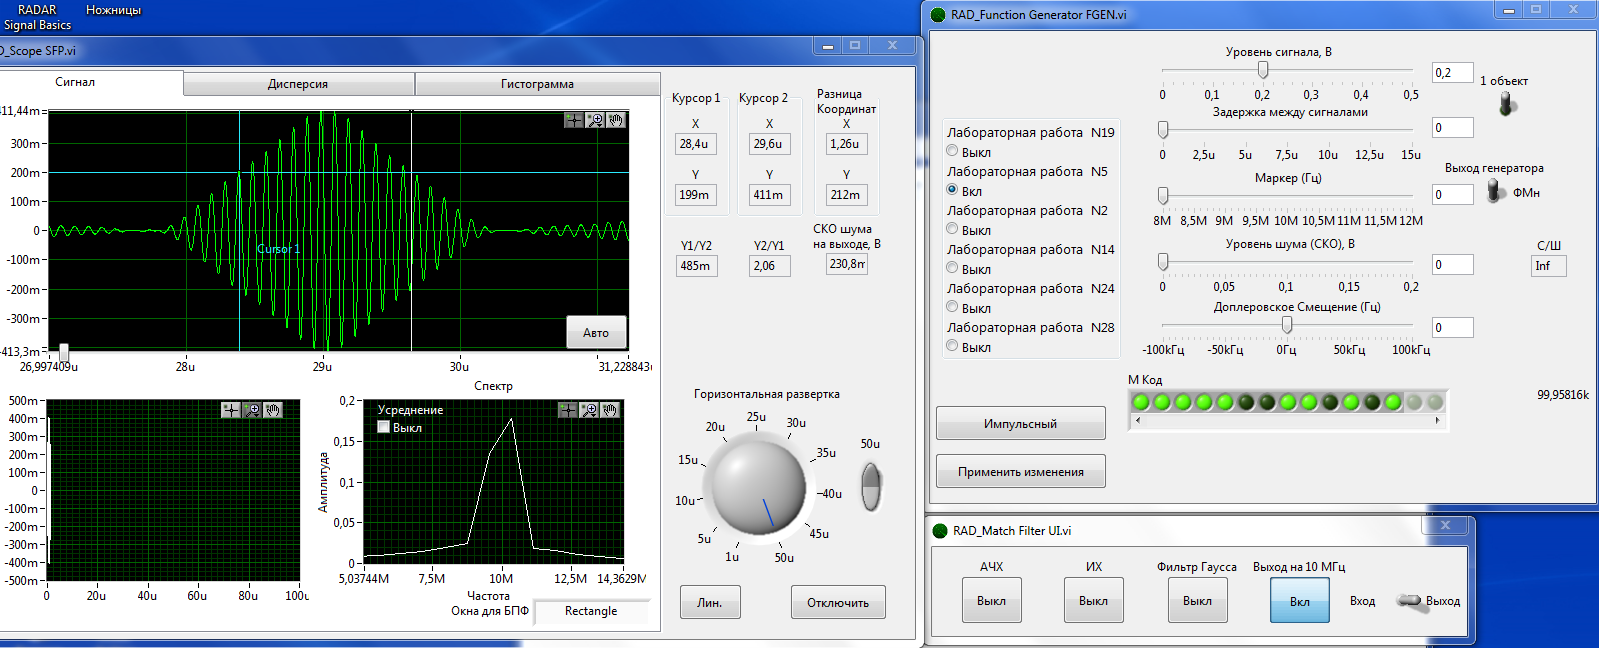 RADAR
Signal Basics
Ножницы
D_Scope SFP.vi
Сигнал
Дисперсия
Гистограмма
411,44m
300m
200m
100m
0
-100m
-200m
-300m
-413,3m
Cursor 1
Авто
26,997409u 28u 29u 30u 31,228843u
Спектр
500m
400m
300m
200m
100m
0
-100m
-200m
-300m
-400m
-500m
0 20u 40u 60u 80u 100u
Усреднение
Выкл
Амплитуда
0,2
0,15
0,1
0,05
0
5,03744M 7,5M 10M 12,5M 14,3629M
Частота
Окна для БПФ
Rectangle
Курсор 1
X
28,4u
Y
199m
Курсор 2
X
29,6u
Y
411m
Разница
Координат
X
1,26u
Y
212m
Y1/Y2
485m
Y2/Y1
2,06
СКО шума
на выходе, В
230,8m
Горизонтальная развертка
1u
5u
10u
15u
20u
25u
30u
35u
40u
45u
50u
50u
Лин.
Отключить
RAD_Function Generator FGEN.vi
Лабораторная работа N19
Выкл
Лабораторная работа N5
Вкл
Лабораторная работа N2
Выкл
Лабораторная работа N14
Выкл
Лабораторная работа N24
Выкл
Лабораторная работа N28
Выкл
Уровень сигнала, В
0 0,1 0,2 0,3 0,4 0,5
0,2
1 объект
Задержка между сигналами
0 2,5u 5u 7,5u 10u 12,5u 15u
0
Маркер (Гц)
8M 8,5M 9M 9,5M 10M 10,5M 11M 11,5M 12M
0
Выход генератора
ФМн
Уровень шума (СКО), В
0 0,05 0,1 0,15 0,2
0
С/Ш
Inf
Доплеровское Смещение (Гц)
-100кГц -50кГц 0Гц 50кГц 100кГц
0
М Код
99,95816k
Импульсный
Применить изменения
RAD_Match Filter UI.vi
АЧХ
Выкл
ИХ
Выкл
Фильтр Гаусса
Выкл
Выход на 10 МГц
Вкл
Вход
Выход